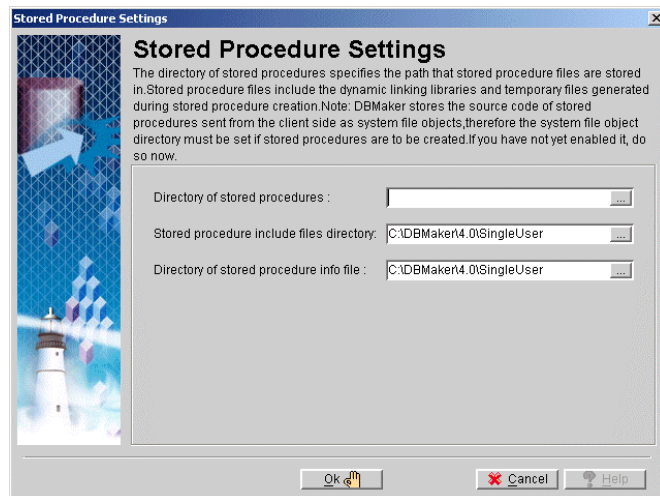 Stored Procedure Settings
Stored Procedure Settings
The directory of stored procedures specifies the path that stored procedure files are stored
in.Stored procedure files include the dynamic linking libraries and temporary files generated
during stored procedure creation.Note: DBMaker stores the source code of stored
procedures sent from the client side as system file objects,therefore the system file object
directory must be set if stored procedures are to be created.If you have not yet enabled it, do
so now.
Directory of stored procedures :
...
Stored procedure include files directory: C:\DBMaker\4.0\SingleUser ...
Directory of stored procedure info file : C:\DBMaker\4.0\SingleUser ...
Ok Cancel Help